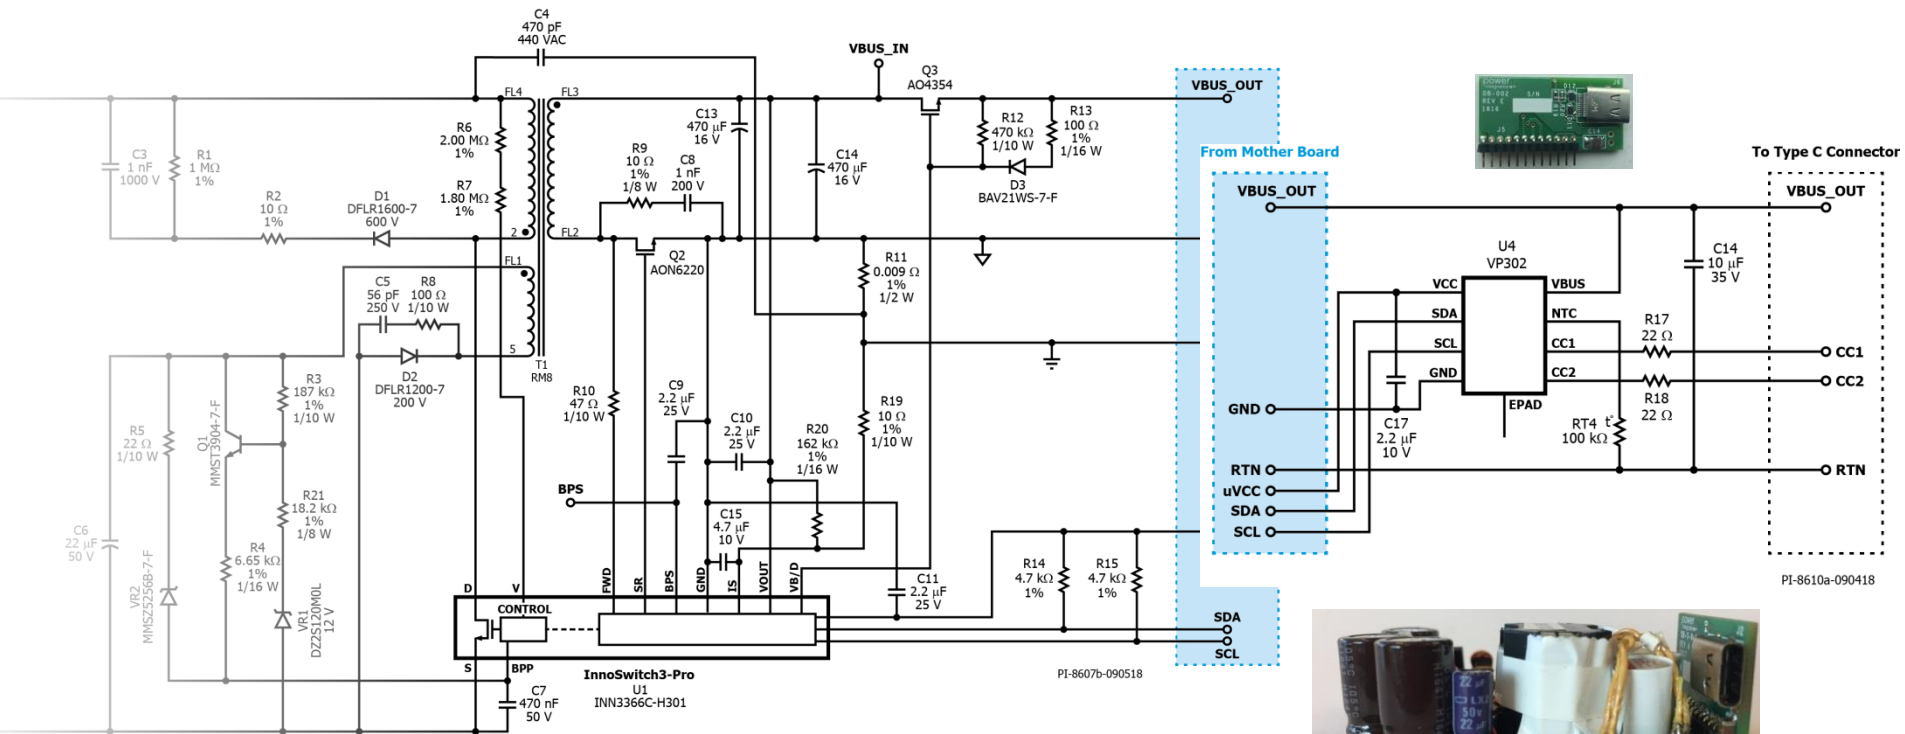 C4
470 pF
440 VAC
VBUS_IN
Q3
AO4354
FL4
FL3
C3
1 nF
1000 V
R1
1 MΩ
1%
R2
10 Ω
1%
D1
DFLR1600-7
600 V
R6
2.00 MΩ
1%
R7
1.80 MΩ
1%
2
FL2
FL1
5
T1
RM8
C5
56 pF
250 V
R8
100 Ω
1/10 W
D2
DFLR1200-7
200 V
R9
10 Ω
1%
1/8 W
C8
1 nF
200 V
C13
470 µF
16 V
C14
470 µF
16 V
Q2
AON6220
R11
0.009 Ω
1%
1/2 W
R12
470 kΩ
1/10 W
R13
100 Ω
1%
1/16 W
D3
BAV21WS-7-F
R3
187 kΩ
1%
1/10 W
R5
22 Ω
1/10 W
Q1
MMST3904-7-F
R21
18.2 kΩ
1%
1/8 W
R4
6.65 kΩ
1%
1/16 W
C6
22 µF
50 V
VR2
MMSZ5256B-7-F
VR1
DZ2S120M0L
12 V
R10
47 Ω
1/10 W
C9
2.2 µF
25 V
C10
2.2 µF
25 V
R20
162 kΩ
1%
1/16 W
R19
10 Ω
1%
1/10 W
BPS
C15
4.7 µF
10 V
D
V
FWD
SR
BPS
GND
IS
VOUT
VB/D
C11
2.2 µF
25 V
R14
4.7 kΩ
1%
R15
4.7 kΩ
1%
CONTROL
S
BPP
InnoSwitch3-Pro
U1
INN3366C-H301
C7
470 nF
50 V
SDA
SCL
PI-8607b-090518
VBUS_OUT
From Mother Board
VBUS_OUT
GND
RTN
uVCC
SDA
SCL
U4
VP302
VCC
SDA
SCL
GND
VBUS
NTC
CC1
CC2
EPAD
C17
2.2 µF
10 V
R17
22 Ω
R18
22 Ω
RT4
100 kΩ
t°
C14
10 µF
35 V
To Type C Connector
VBUS_OUT
CC1
CC2
RTN
PI-8610a-090418
power
S/N
REV E
J5
22 µF
50v
22 µF